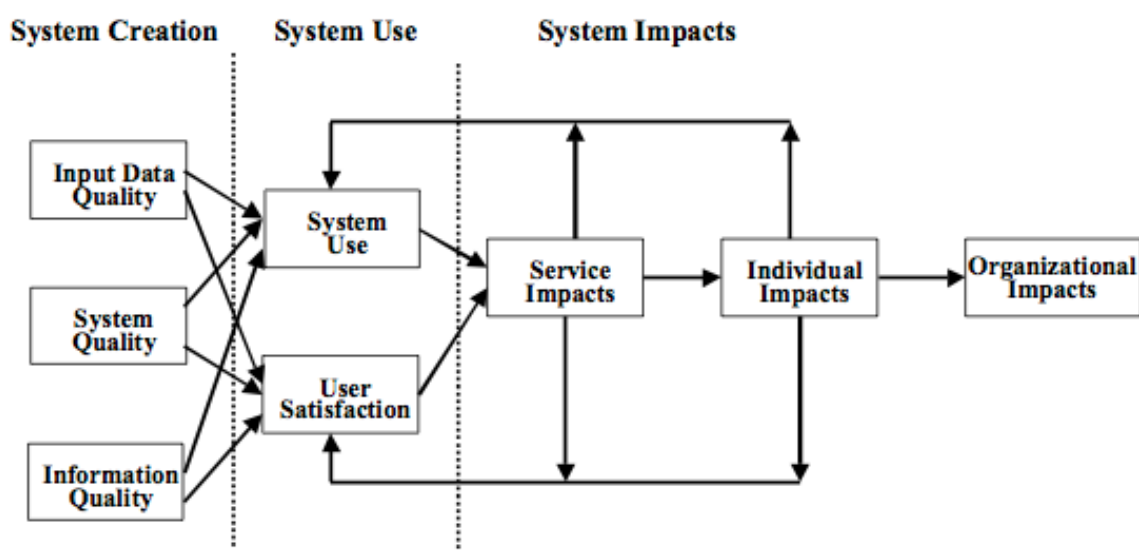 System Creation
System Use
System Impacts
Input Data
Quality
System
Quality
Information
Quality
System
Use
User
Satisfaction
Service
Impacts
Individual
Impacts
Organizational
Impacts